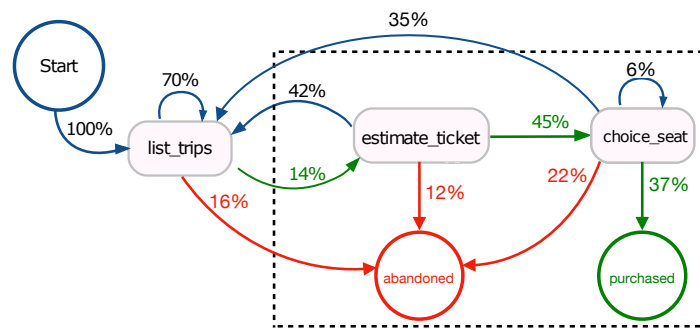 35%
Start
70%
6%
42%
100%
45%
list_trips
estimate_ticket
choice_seat
14%
16%
12%
22%
37%
abandoned
purchased